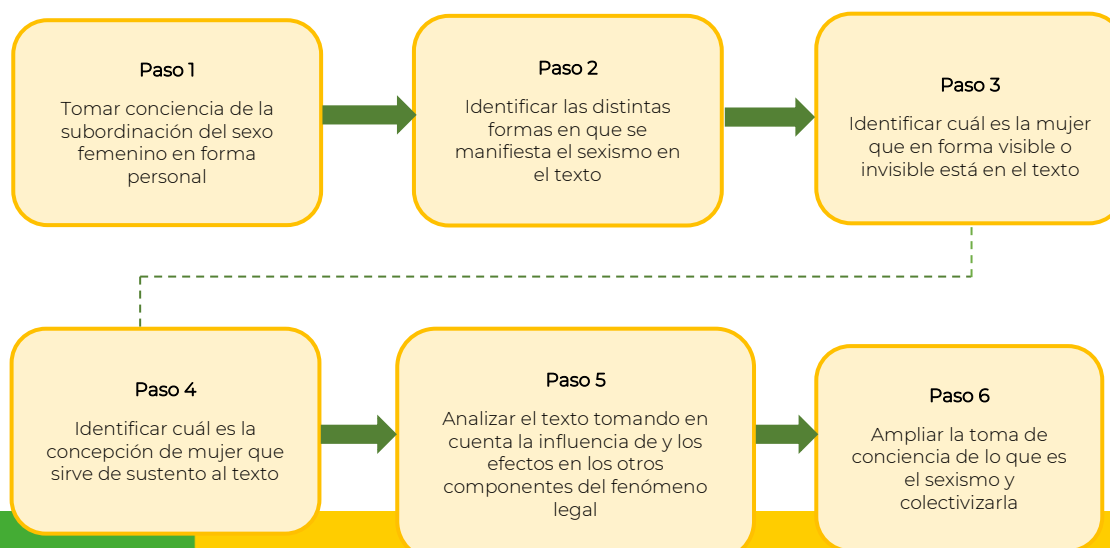 Paso 1
Tomar conciencia de la
subordinación del sexo
femenino en forma
personal
Paso 2
Identificar las distintas
formas en que se
manifiesta el sexismo en
el texto
Paso 3
Identificar cuál es la mujer
que en forma visible o
invisible está en el texto
Paso 4
Identificar cuál es la
concepción de mujer que
sirve de sustento al texto
Paso 5
Analizar el texto tomando en
cuenta la influencia de y los
efectos en los otros
componentes del fenómeno
legal
Paso 6
Ampliar la toma de
conciencia de lo que es
el sexismo y
colectivizarla